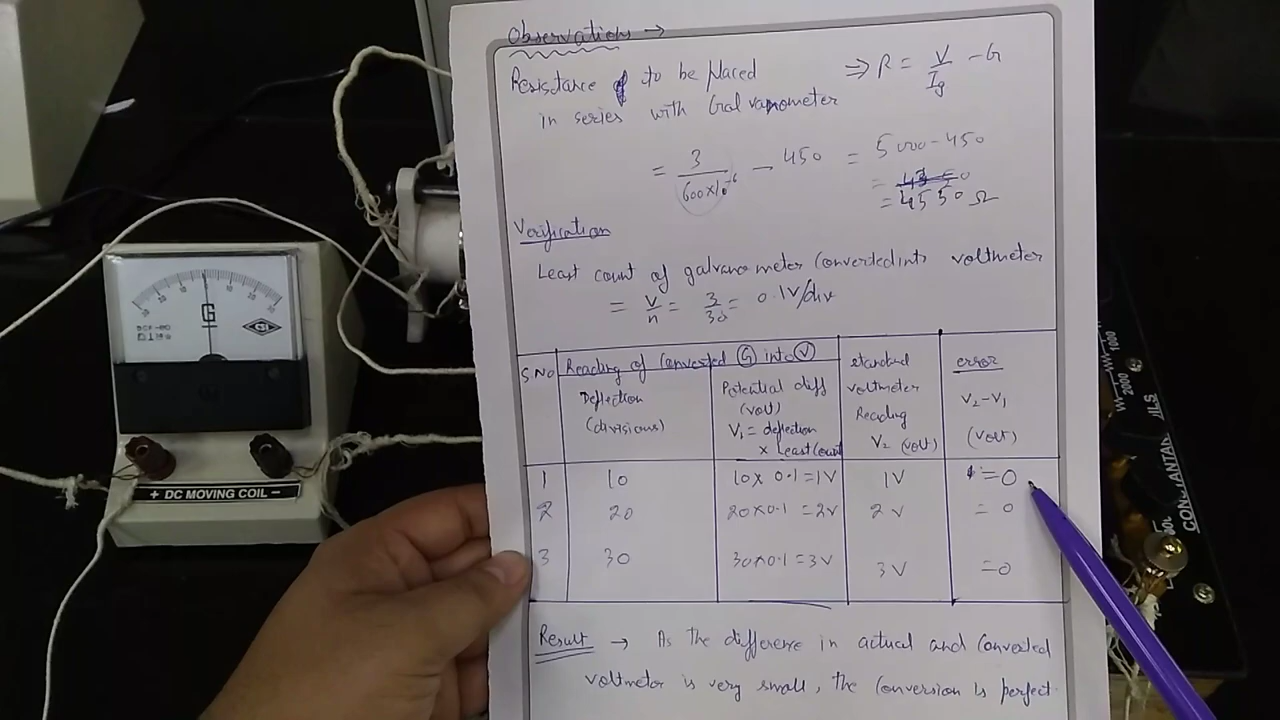 Observations →
Resistance to be placed ⇒ R = V/Ig - G
in series with Galvanometer
= 3/600×10⁻⁶ - 450 = 5000-450
= 4550 Ω
Verification
Least count of galvanometer Converted into voltmeter
= V/n = 3/30 = 0.1V/div
S NO
Reading of Converted G into V
Deflection
(divisions)
Potential diff
(volt)
V₁ = deflection
× Least Count
standard
voltmeter
Reading
V₂ (volt)
error
V₂-V₁
(volt)
1 10 10×0.1=1V 1V =0
2 20 20×0.1=2V 2V =0
3 30 30×0.1=3V 3V =0
Result → As the difference in actual and Converted
voltmeter is very small, the Conversion is perfect.
G
+ DC MOVING COIL -
1000
2000
CONSTANTAN